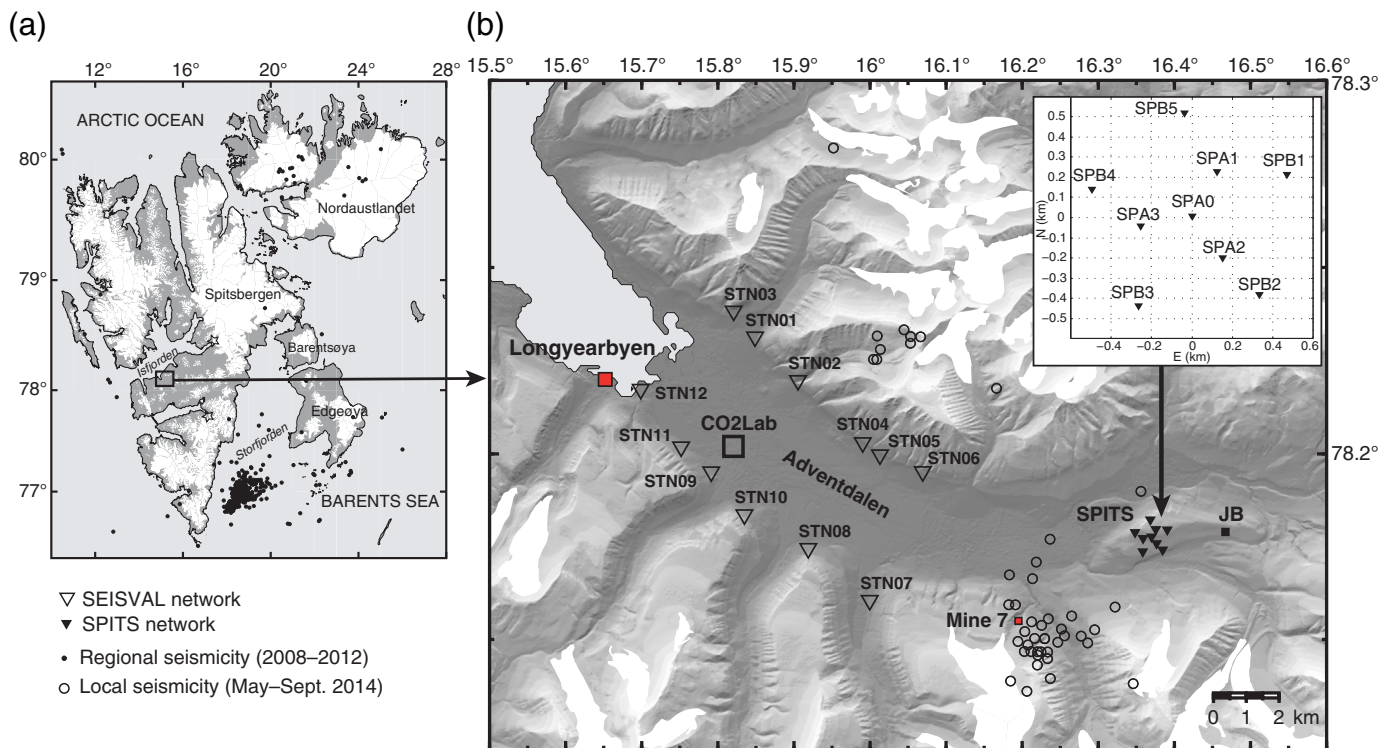 (a)
12° 16° 20° 24° 28°
ARCTIC OCEAN
80°
Nordaustlandet
79°
Spitsbergen
Barentsøya
Isfjorden
78°
Edgeøya
Storfjorden
77°
BARENTS SEA
SEISVAL network
SPITS network
Regional seismicity (2008–2012)
Local seismicity (May–Sept. 2014)
(b)
15.5° 15.6° 15.7° 15.8° 15.9° 16° 16.1° 16.2° 16.3° 16.4° 16.5° 16.6°
78.3°
78.2°
STN03
STN01
Longyearbyen
STN02
STN12
CO2Lab
STN04
STN11
STN05
STN06
STN09
Adventdalen
STN10
STN08
SPITS
JB
STN07
Mine 7
0 1 2 km
SPB5
0.5
0.3
SPA1
SPB1
SPB4
0.2
SPA3
SPA0
0
N (km)
−0.1
SPA2
−0.3
SPB3
SPB2
−0.4
−0.5
−0.4 −0.2 0 0.2 0.4 0.6
E (km)